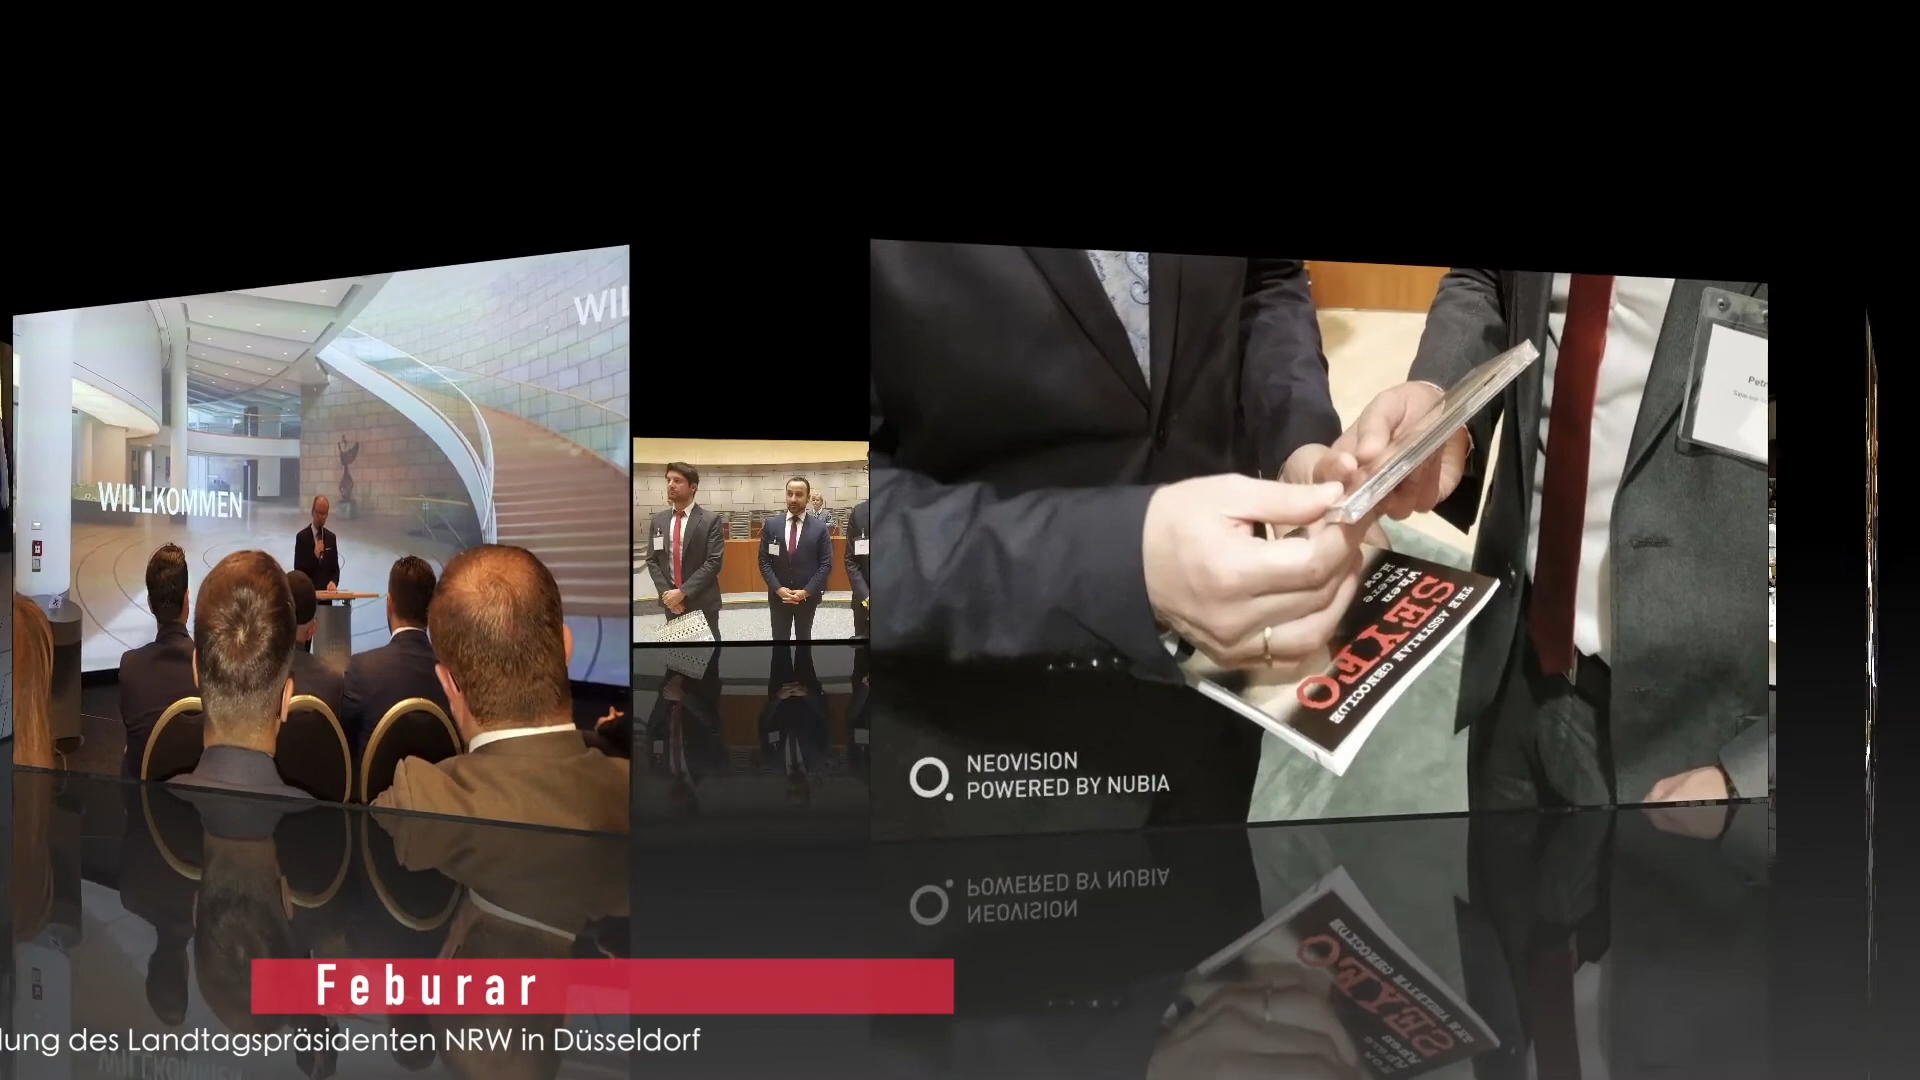 WIL
WILLKOMMEN
How
When
Where
SEYFO
THE ASSYRIAN GENOCIDE
Petr
NEOVISION
POWERED BY NUBIA
Feburar
lung des Landtagspräsidenten NRW in Düsseldorf